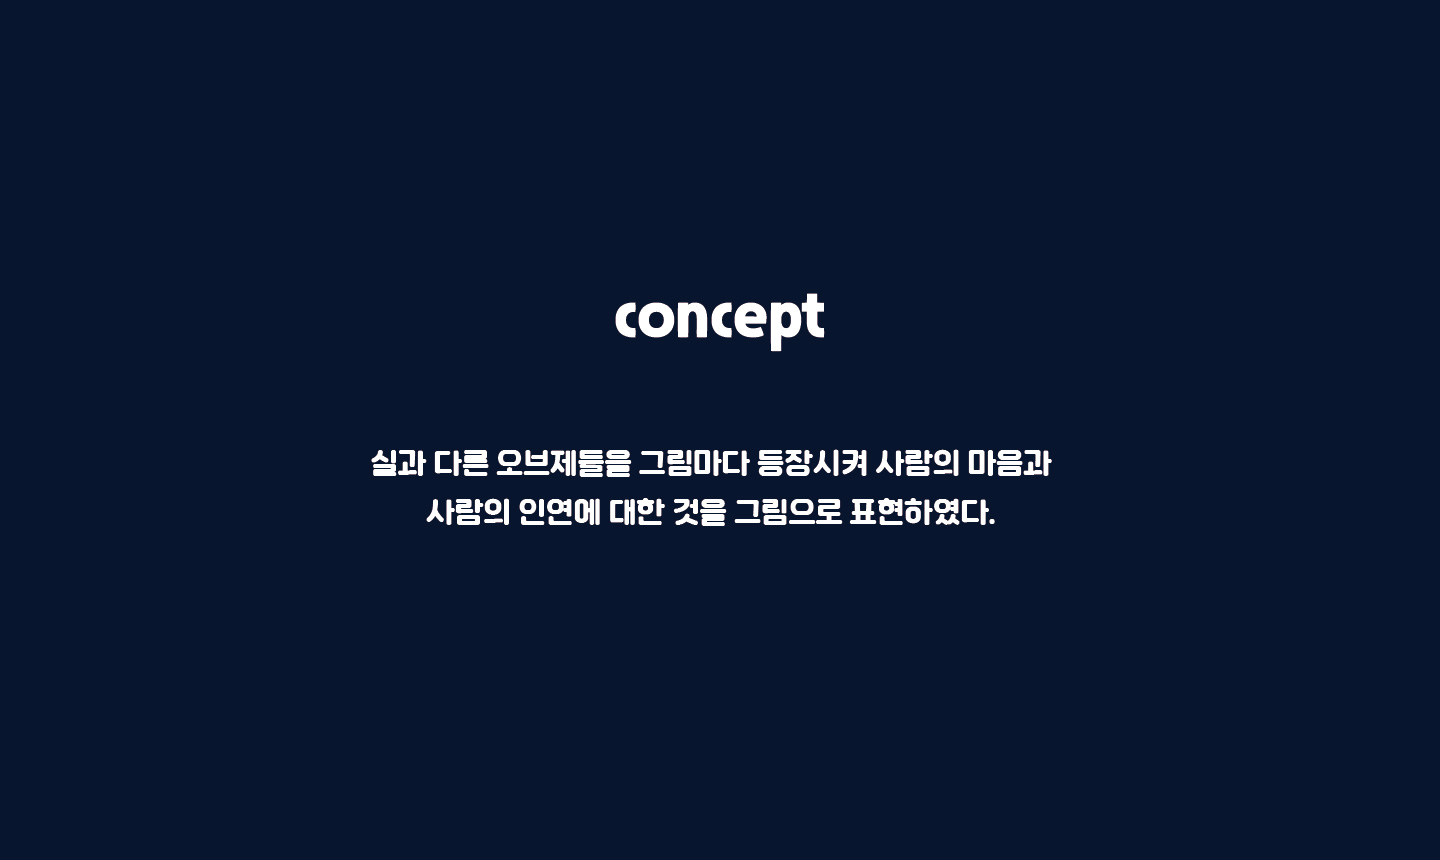 concept
실과 다른 오브제들을 그림마다 등장시켜 사람의 마음과
사람의 인연에 대한 것을 그림으로 표현하였다.